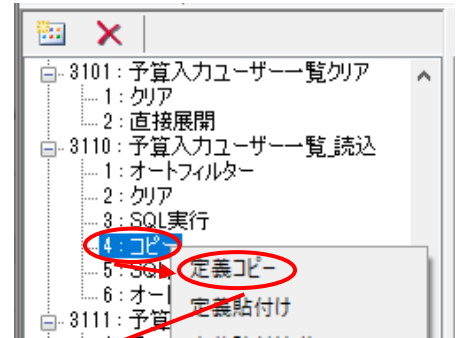 3101 : 予算入力ユーザー一覧クリア
1 : クリア
2 : 直接展開
3110 : 予算入力ユーザー一覧_読込
1 : オートフィルター
2 : クリア
3 : SQL実行
4 : コピー
5 : SQL
定義コピー
6 : オート
定義貼付け
3111 : 予算